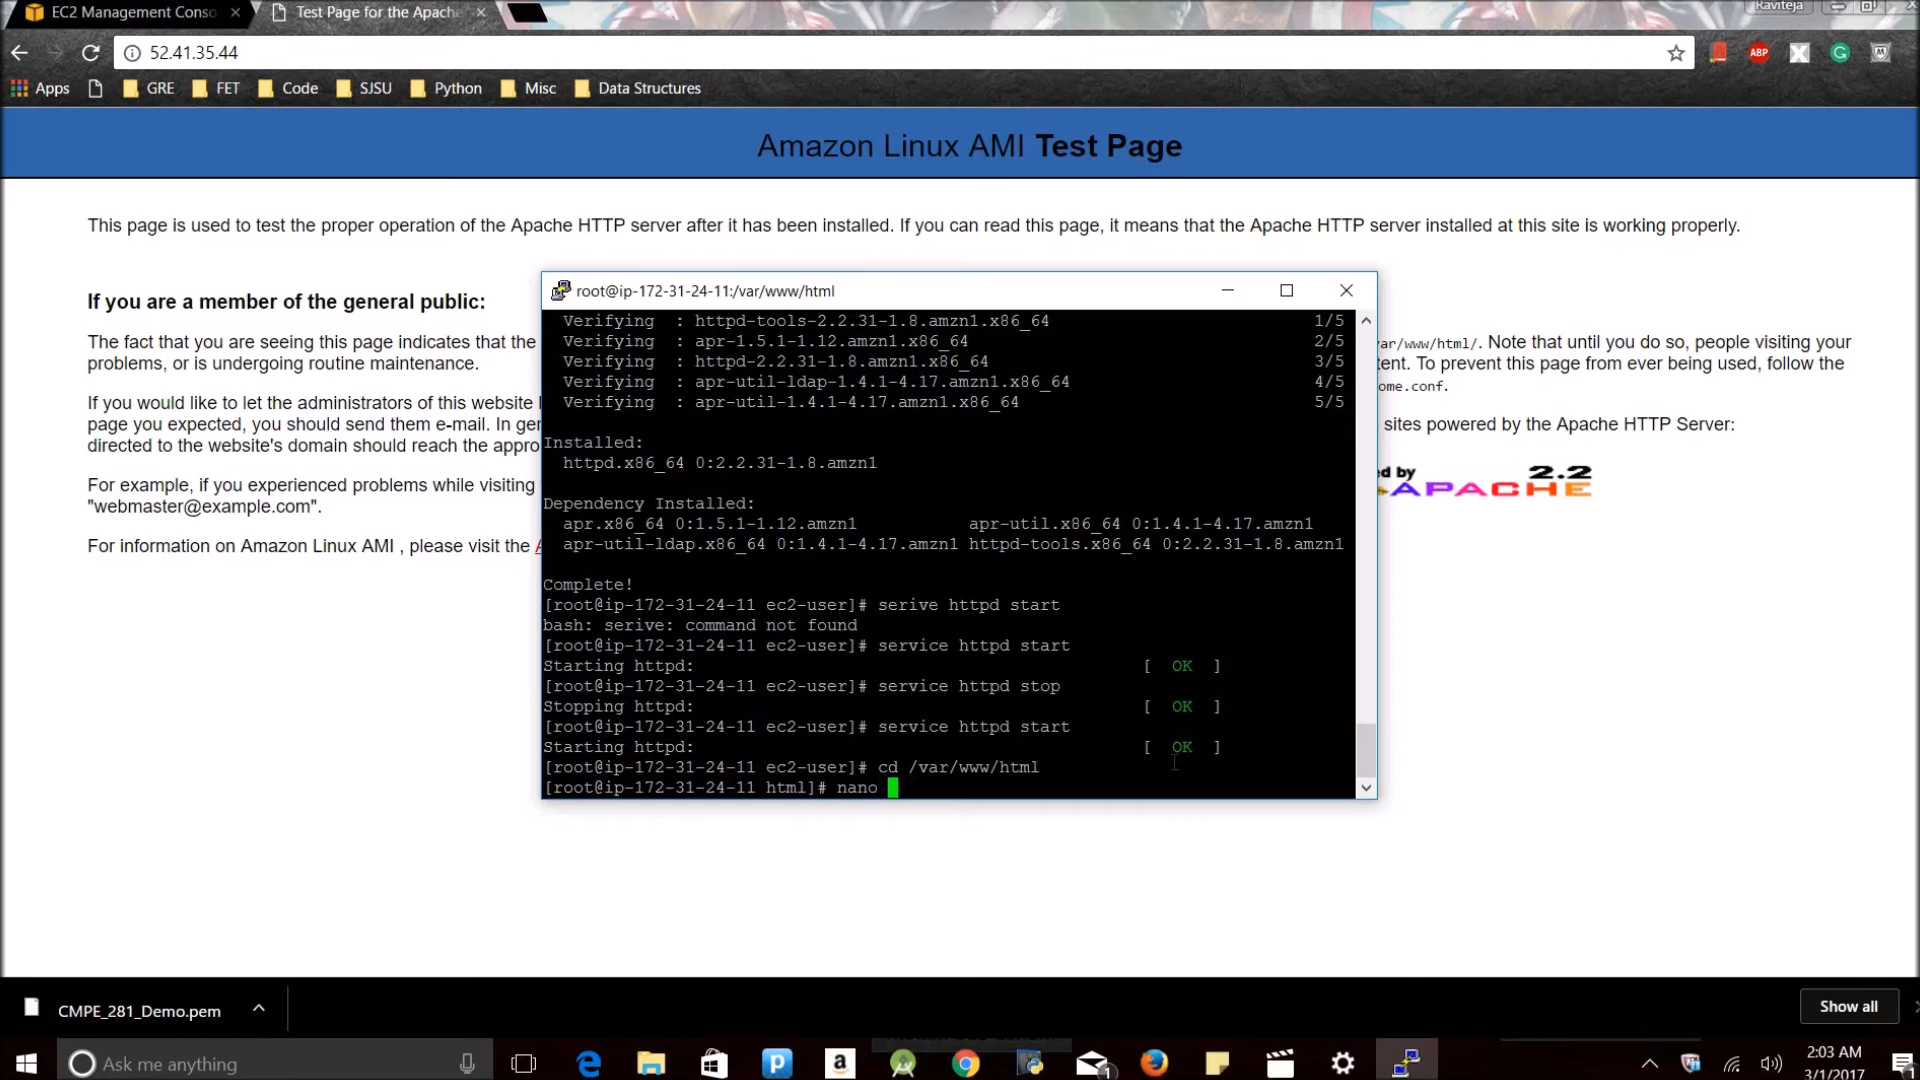 EC2 Management Conso
Test Page for the Apache
Raviteja
52.41.35.44
ABP
Apps
GRE
FET
Code
SJSU
Python
Misc
Data Structures
Amazon Linux AMI Test Page
This page is used to test the proper operation of the Apache HTTP server after it has been installed. If you can read this page, it means that the Apache HTTP server installed at this site is working properly.
If you are a member of the general public:
The fact that you are seeing this page indicates that the
problems, or is undergoing routine maintenance.
If you would like to let the administrators of this website
page you expected, you should send them e-mail. In gen
directed to the website's domain should reach the appro
For example, if you experienced problems while visiting
"webmaster@example.com".
For information on Amazon Linux AMI , please visit the A
var/www/html/. Note that until you do so, people visiting your
tent. To prevent this page from ever being used, follow the
ome.conf.
sites powered by the Apache HTTP Server:
ed by
APACHE 2.2
root@ip-172-31-24-11:/var/www/html
Verifying : httpd-tools-2.2.31-1.8.amzn1.x86_64 1/5
Verifying : apr-1.5.1-1.12.amzn1.x86_64 2/5
Verifying : httpd-2.2.31-1.8.amzn1.x86_64 3/5
Verifying : apr-util-ldap-1.4.1-4.17.amzn1.x86_64 4/5
Verifying : apr-util-1.4.1-4.17.amzn1.x86_64 5/5
Installed:
httpd.x86_64 0:2.2.31-1.8.amzn1
Dependency Installed:
apr.x86_64 0:1.5.1-1.12.amzn1 apr-util.x86_64 0:1.4.1-4.17.amzn1
apr-util-ldap.x86_64 0:1.4.1-4.17.amzn1 httpd-tools.x86_64 0:2.2.31-1.8.amzn1
Complete!
[root@ip-172-31-24-11 ec2-user]# serive httpd start
bash: serive: command not found
[root@ip-172-31-24-11 ec2-user]# service httpd start
Starting httpd: [ OK ]
[root@ip-172-31-24-11 ec2-user]# service httpd stop
Stopping httpd: [ OK ]
[root@ip-172-31-24-11 ec2-user]# service httpd start
Starting httpd: [ OK ]
[root@ip-172-31-24-11 ec2-user]# cd /var/www/html
[root@ip-172-31-24-11 html]# nano
CMPE_281_Demo.pem
Show all
Ask me anything
2:03 AM
3/1/2017